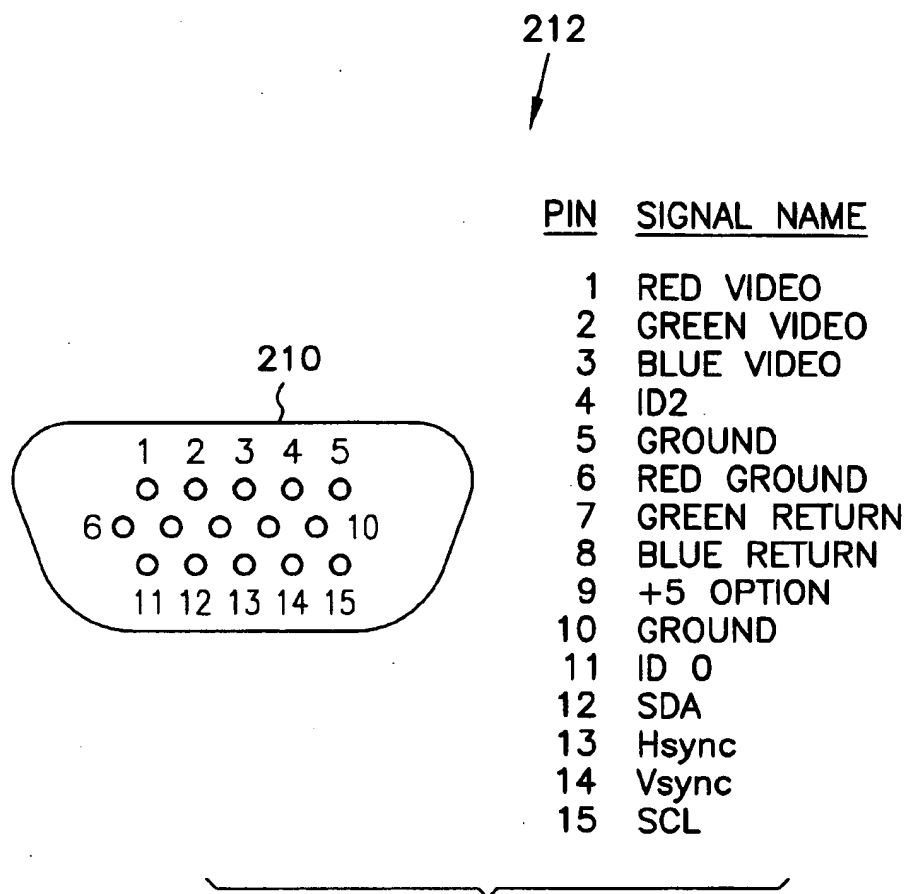 212
PIN SIGNAL NAME
1 RED VIDEO
2 GREEN VIDEO
3 BLUE VIDEO
4 ID2
5 GROUND
6 RED GROUND
7 GREEN RETURN
8 BLUE RETURN
9 +5 OPTION
10 GROUND
11 ID 0
12 SDA
13 Hsync
14 Vsync
15 SCL
210
1 2 3 4 5
6 10
11 12 13 14 15